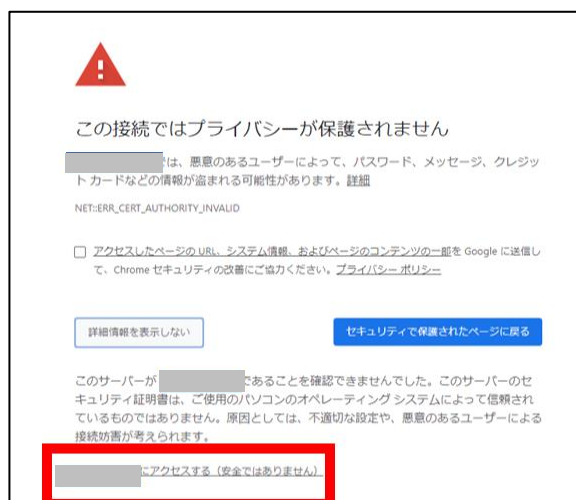 この接続ではプライバシーが保護されません
では、悪意のあるユーザーによって、パスワード、メッセージ、クレジッ
ト カードなどの情報が盗まれる可能性があります。詳細
NET::ERR_CERT_AUTHORITY_INVALID
アクセスしたページの URL、システム情報、およびページのコンテンツの一部を Google に送信し
て、Chrome セキュリティの改善にご協力ください。プライバシー ポリシー
詳細情報を表示しない
セキュリティで保護されたページに戻る
このサーバーが であることを確認できませんでした。このサーバーのセ
キュリティ証明書は、ご使用のパソコンのオペレーティング システムによって信頼され
ているものではありません。原因としては、不適切な設定や、悪意のあるユーザーによる
接続妨害が考えられます。
にアクセスする（安全ではありません）